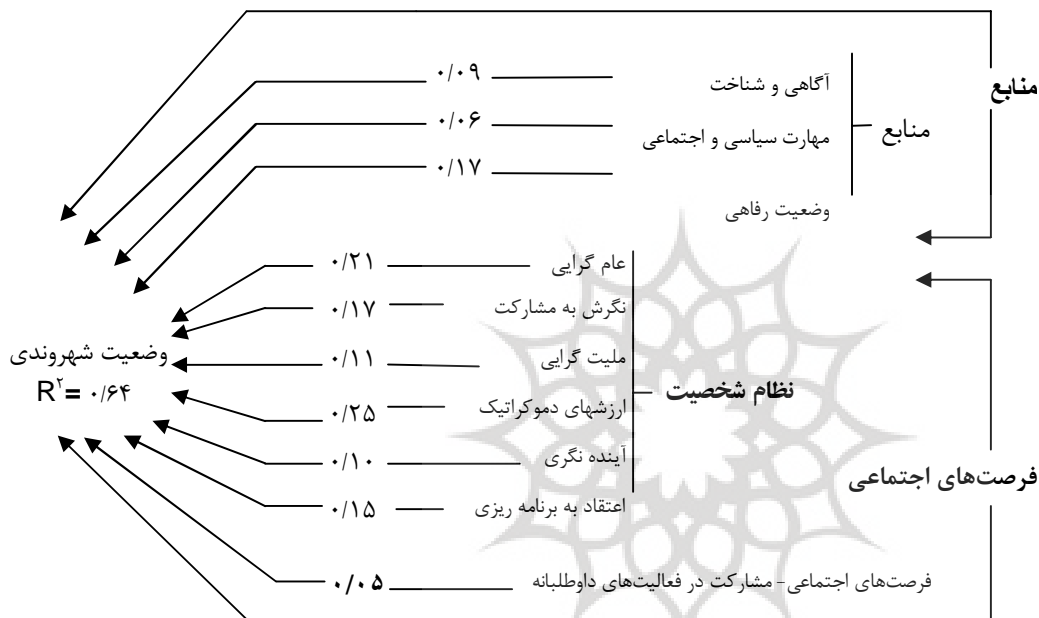 منابع
آگاهی و شناخت ۰/۰۹
منابع
مهارت سیاسی و اجتماعی ۰/۰۶
۰/۱۷
وضعیت رفاهی
عام گرایی ۰/۲۱
نگرش به مشارکت ۰/۱۷
ملیت گرایی ۰/۱۱
وضعیت شهروندی
نظام شخصیت
R²= ۰/۶۴
ارزشهای دموکراتیک ۰/۲۵
آینده نگری ۰/۱۰
فرصت‌های اجتماعی
اعتقاد به برنامه ریزی ۰/۱۵
فرصت‌های اجتماعی- مشارکت در فعالیت‌های داوطلبانه ۰/۰۵